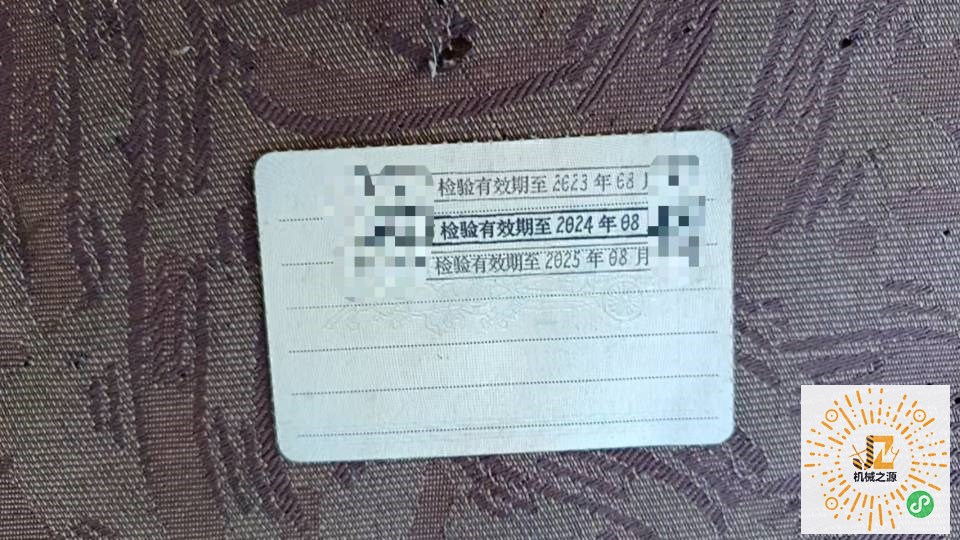 检验有效期至 2023 年 08 月
检验有效期至 2024 年 08
检验有效期至 2025 年 08 月
机械之源